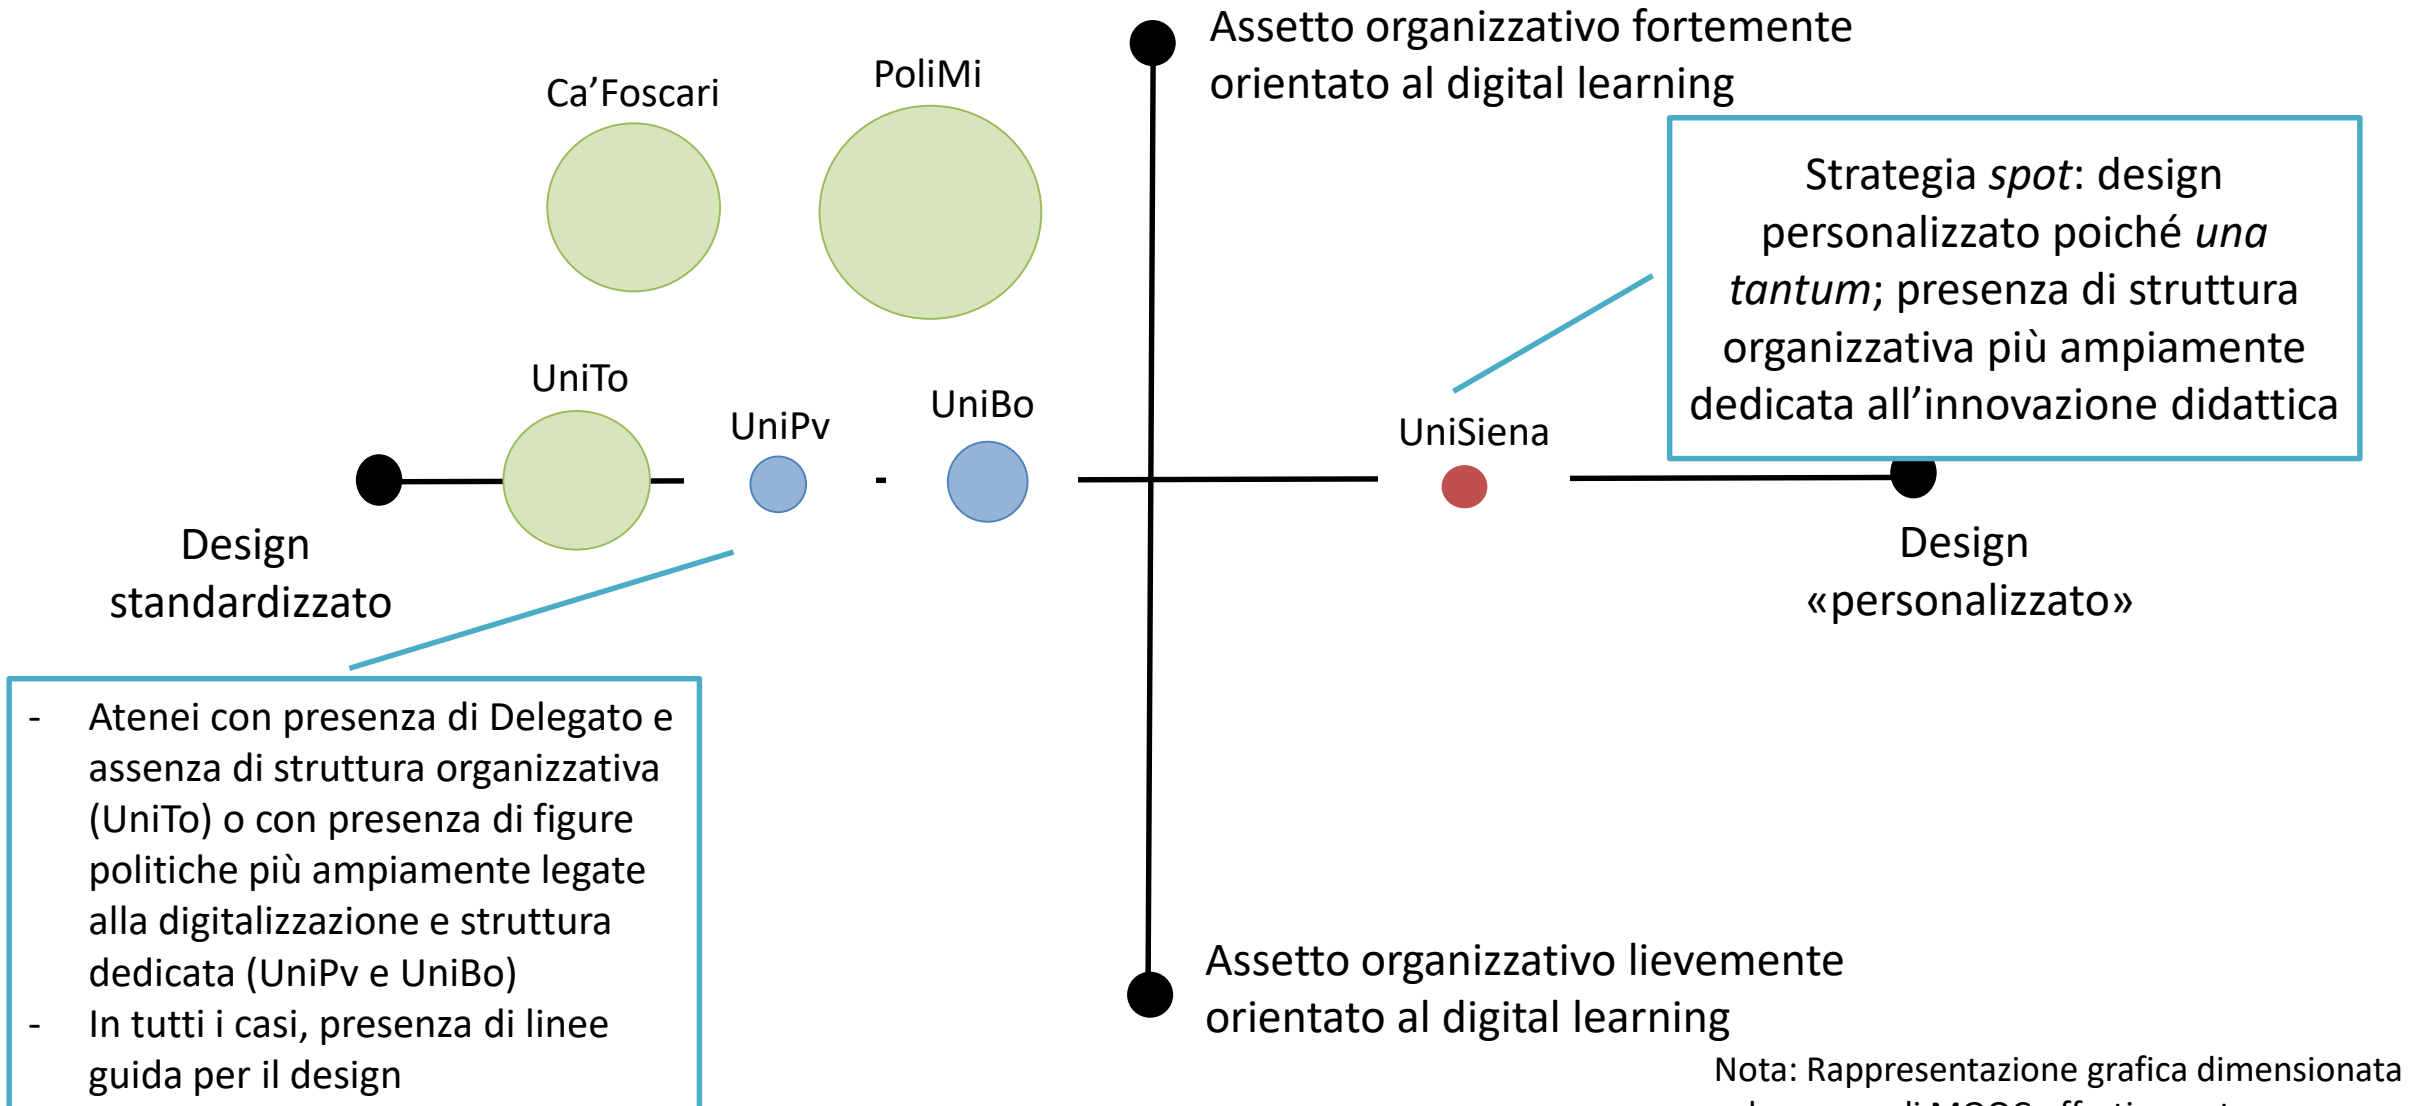 Assetto organizzativo fortemente
orientato al digital learning
Ca'Foscari
PoliMi
Strategia spot: design
personalizzato poiché una
tantum; presenza di struttura
organizzativa più ampiamente
dedicata all'innovazione didattica
UniTo
UniPv
UniBo
UniSiena
Design
standardizzato
Design
«personalizzato»
- Atenei con presenza di Delegato e
assenza di struttura organizzativa
(UniTo) o con presenza di figure
politiche più ampiamente legate
alla digitalizzazione e struttura
dedicata (UniPv e UniBo)
- In tutti i casi, presenza di linee
guida per il design
Assetto organizzativo lievemente
orientato al digital learning
Nota: Rappresentazione grafica dimensionata